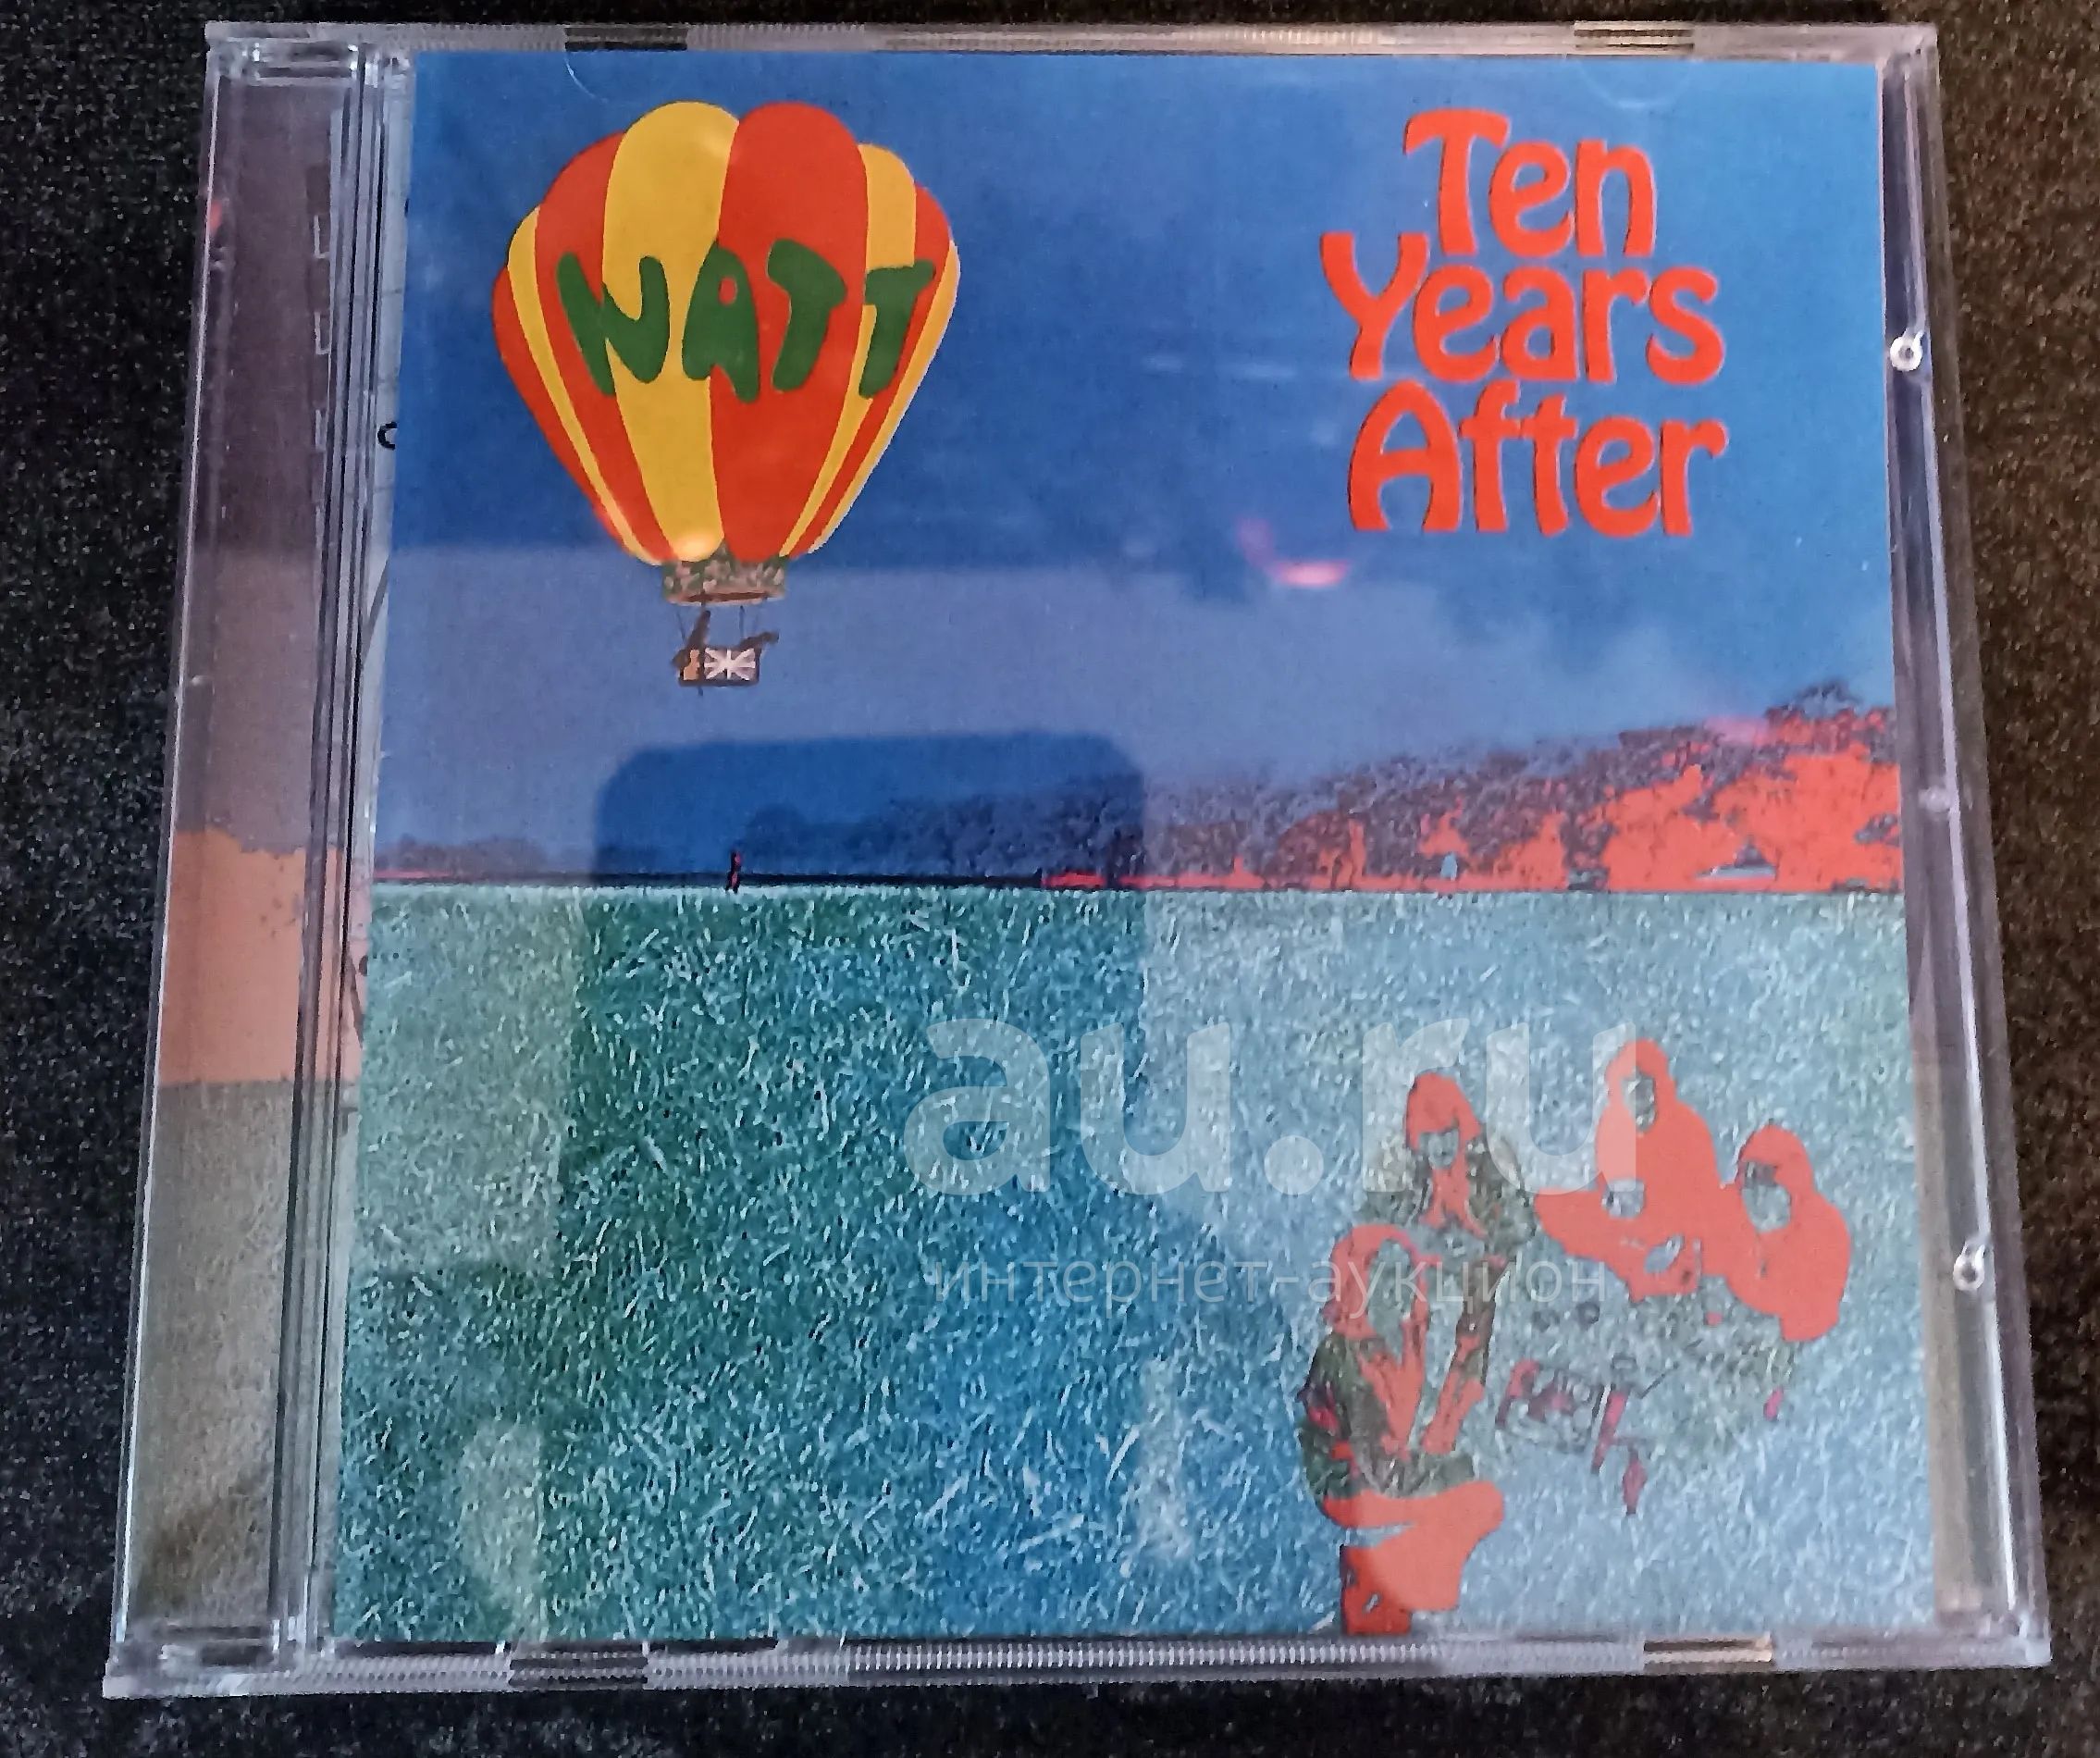 WATT
Ten
Years
After
au.ru
интернет-аукцион